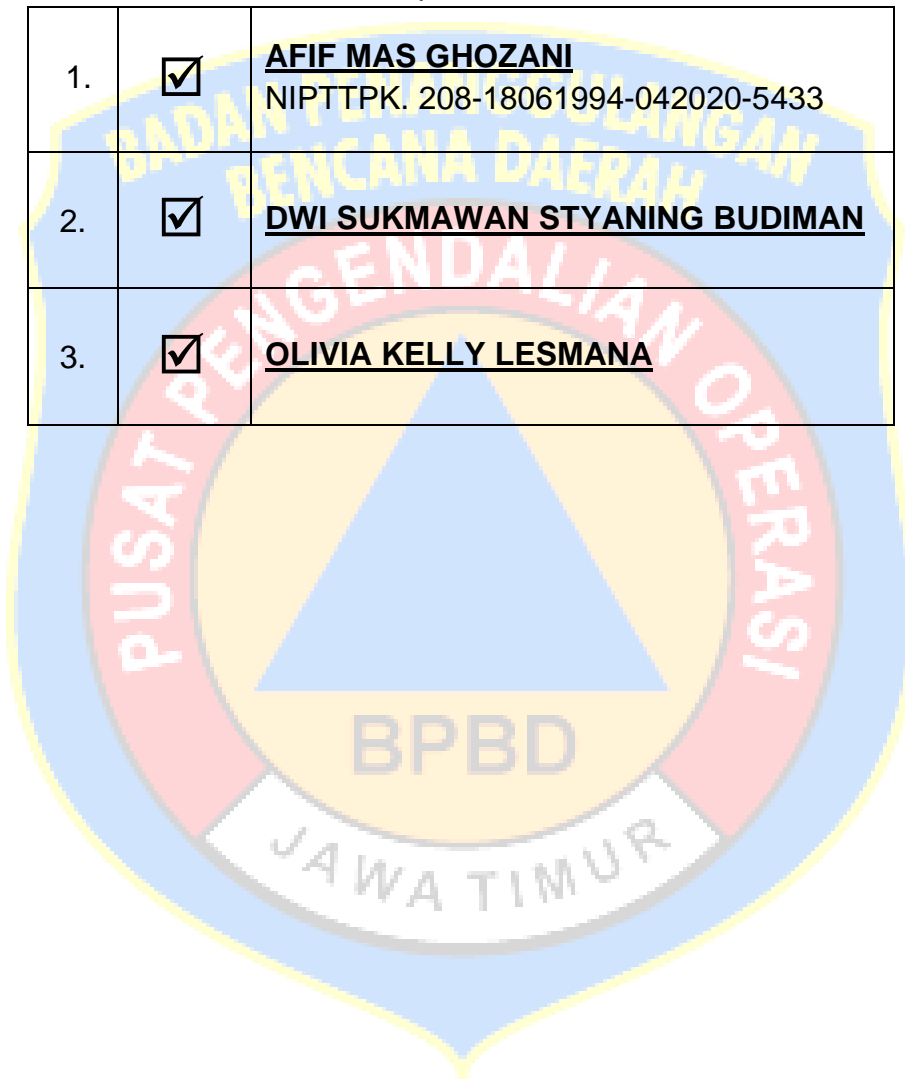 1. ☑ AFIF MAS GHOZANI
NIPTTPK. 208-18061994-042020-5433
2. ☑ DWI SUKMAWAN STYANING BUDIMAN
3. ☑ OLIVIA KELLY LESMANA
BADAN PENANGGULANGAN
BENCANA DAERAH
PUSAT PENGENDALIAN OPERASI
BPBD
JAWA TIMUR